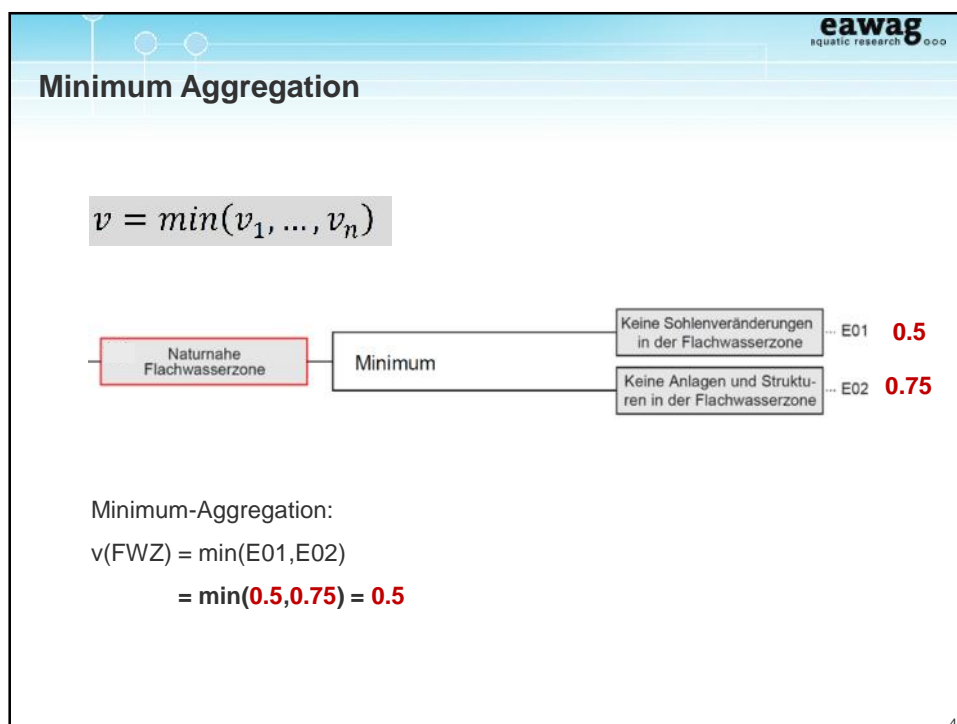 eawag
aquatic research
Minimum Aggregation
v = min(v₁, ..., vₙ)
Naturnahe
Flachwasserzone
Minimum
Keine Sohlenveränderungen
in der Flachwasserzone
... E01
0.5
Keine Anlagen und Struktu-
ren in der Flachwasserzone
... E02
0.75
Minimum-Aggregation:
v(FWZ) = min(E01,E02)
= min(0.5,0.75) = 0.5
4